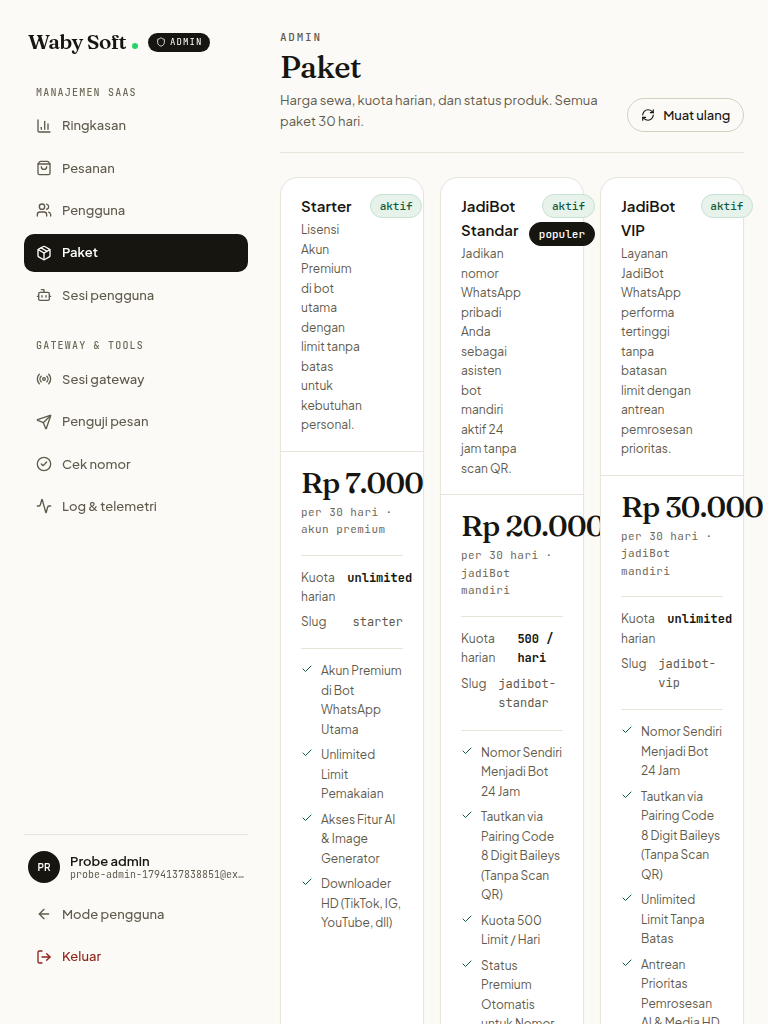 Waby Soft
ADMIN
MANAJEMEN SAAS
Ringkasan
Pesanan
Pengguna
Paket
Sesi pengguna
GATEWAY & TOOLS
Sesi gateway
Penguji pesan
Cek nomor
Log & telemetri
PR
Probe admin
probe-admin-1794137838851@ex…
Mode pengguna
Keluar
ADMIN
Paket
Harga sewa, kuota harian, dan status produk. Semua
paket 30 hari.
Muat ulang
Starter
aktif
Lisensi
Akun
Premium
di bot
utama
dengan
limit tanpa
batas
untuk
kebutuhan
personal.
Rp 7.000
per 30 hari ·
akun premium
Kuota
harian
unlimited
Slug
starter
Akun Premium
di Bot
WhatsApp
Utama
Unlimited
Limit
Pemakaian
Akses Fitur AI
& Image
Generator
Downloader
HD (TikTok, IG,
YouTube, dll)
JadiBot
Standar
aktif
populer
Jadikan
nomor
WhatsApp
pribadi
Anda
sebagai
asisten
bot
mandiri
aktif 24
jam tanpa
scan QR.
Rp 20.000
per 30 hari ·
jadiBot
mandiri
Kuota
harian
500 /
hari
Slug
jadibot-
standar
Nomor Sendiri
Menjadi Bot
24 Jam
Tautkan via
Pairing Code
8 Digit Baileys
(Tanpa Scan
QR)
Kuota 500
Limit / Hari
Status
Premium
Otomatis
untuk Nomor
JadiBot
VIP
aktif
Layanan
JadiBot
WhatsApp
performa
tertinggi
tanpa
batasan
limit dengan
antrean
pemrosesan
prioritas.
Rp 30.000
per 30 hari ·
jadiBot
mandiri
Kuota
harian
unlimited
Slug
jadibot-
vip
Nomor Sendiri
Menjadi Bot
24 Jam
Tautkan via
Pairing Code
8 Digit Baileys
(Tanpa Scan
QR)
Unlimited
Limit Tanpa
Batas
Antrean
Prioritas
Pemrosesan
AI & Media HD